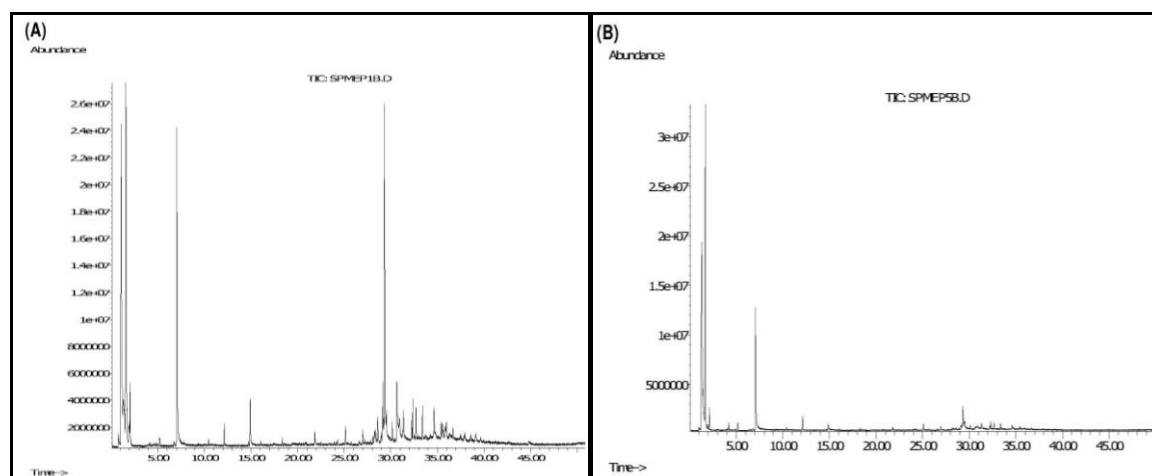 (A)
Abundance
TIC: SPMEP1B.D
2.6e+07
2.4e+07
2.2e+07
2e+07
1.8e+07
1.6e+07
1.4e+07
1.2e+07
1e+07
8000000
6000000
4000000
2000000
5.00 10.00 15.00 20.00 25.00 30.00 35.00 40.00 45.00
Time-->
(B)
Abundance
TIC: SPMEP5B.D
3e+07
2.5e+07
2e+07
1.5e+07
1e+07
5000000
5.00 10.00 15.00 20.00 25.00 30.00 35.00 40.00 45.00
Time-->